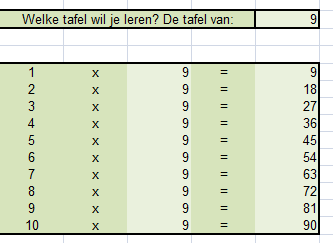 Welke tafel wil je leren? De tafel van: 9
1 x 9 = 9
2 x 9 = 18
3 x 9 = 27
4 x 9 = 36
5 x 9 = 45
6 x 9 = 54
7 x 9 = 63
8 x 9 = 72
9 x 9 = 81
10 x 9 = 90